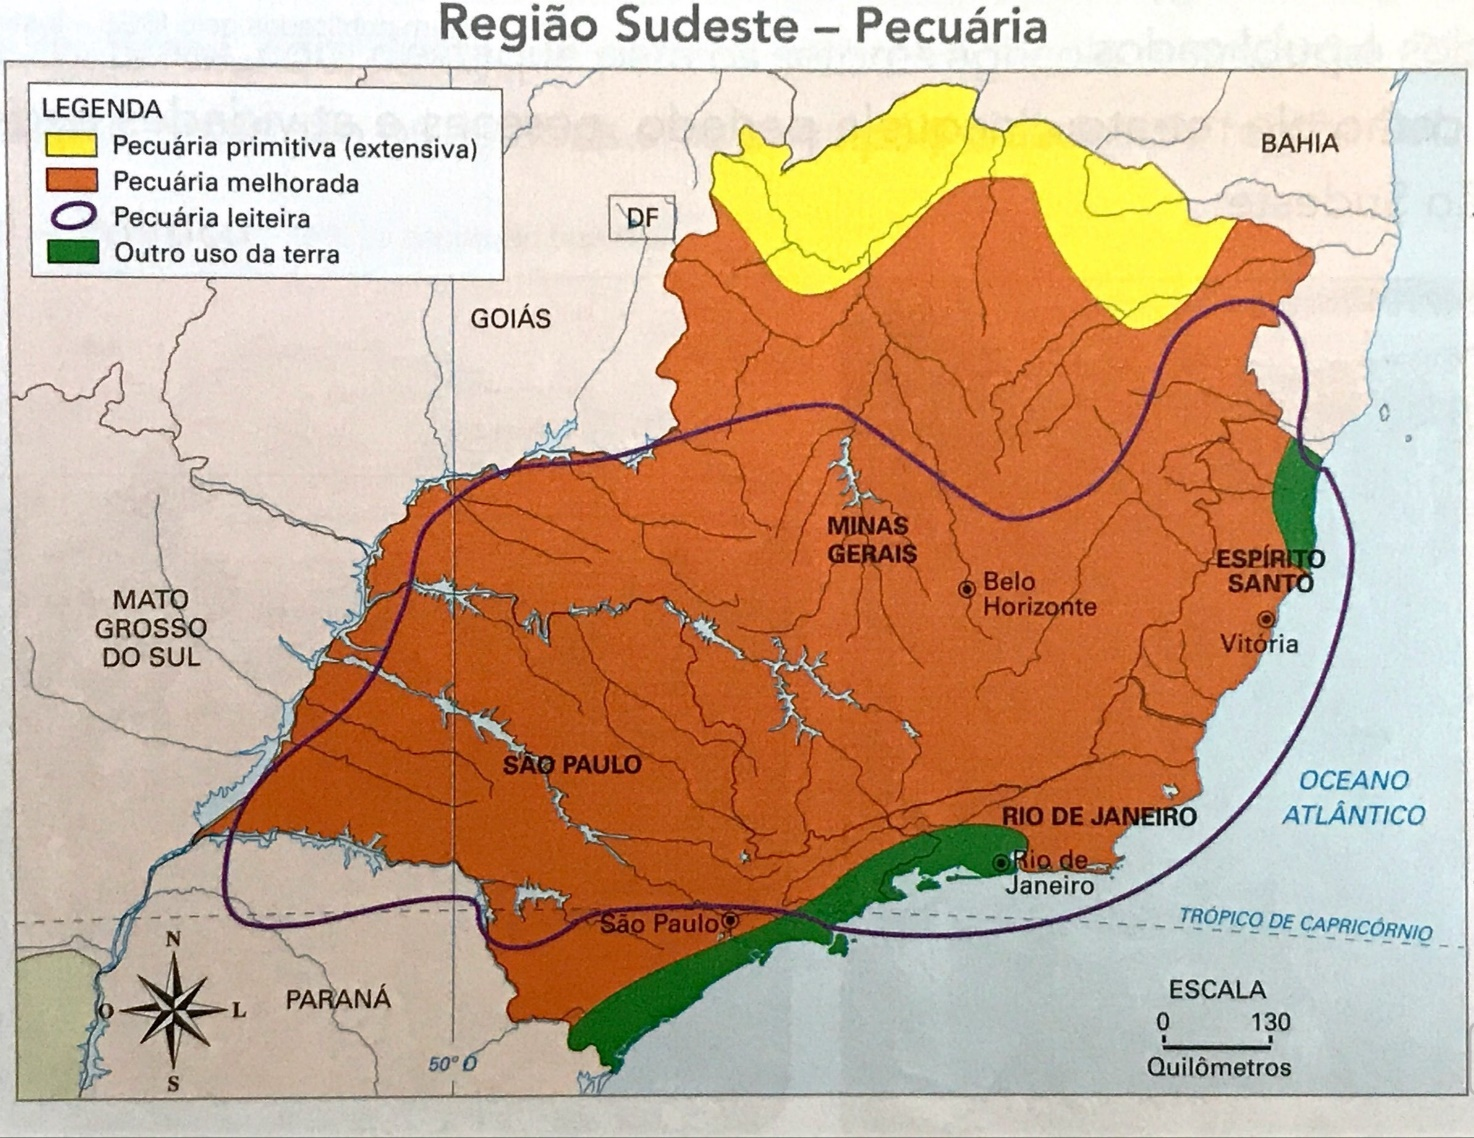 Região Sudeste – Pecuária
LEGENDA
Pecuária primitiva (extensiva)
Pecuária melhorada
Pecuária leiteira
Outro uso da terra
BAHIA
DF
GOIÁS
MATO
GROSSO
DO SUL
MINAS
GERAIS
Belo
Horizonte
ESPÍRITO
SANTO
Vitória
SÃO PAULO
RIO DE JANEIRO
Rio de
Janeiro
São Paulo
OCEANO
ATLÂNTICO
TRÓPICO DE CAPRICÓRNIO
PARANÁ
N
O
L
S
50° O
ESCALA
0 130
Quilômetros